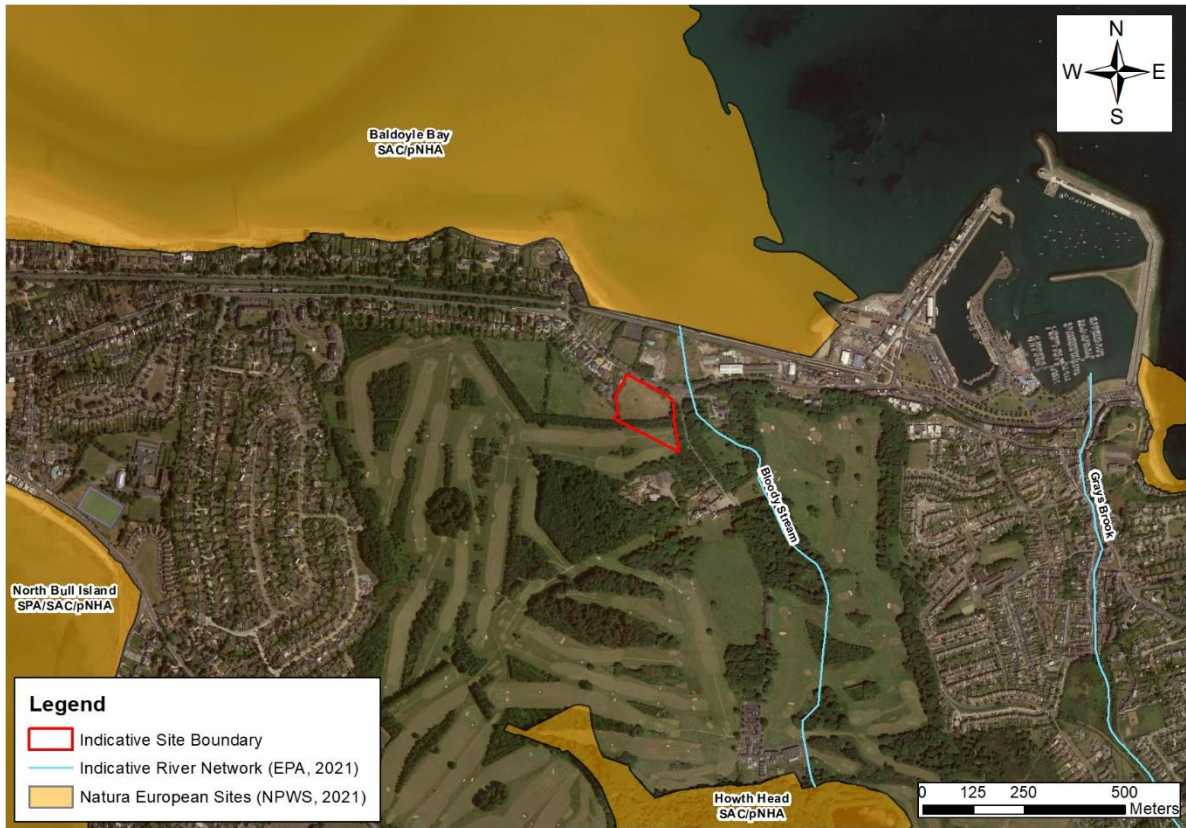 N
W E
S
Baldoyle Bay
SAC/pNHA
Bloody Stream
Grays Brook
North Bull Island
SPA/SAC/pNHA
Howth Head
SAC/pNHA
Legend
Indicative Site Boundary
Indicative River Network (EPA, 2021)
Natura European Sites (NPWS, 2021)
0 125 250 500
Meters